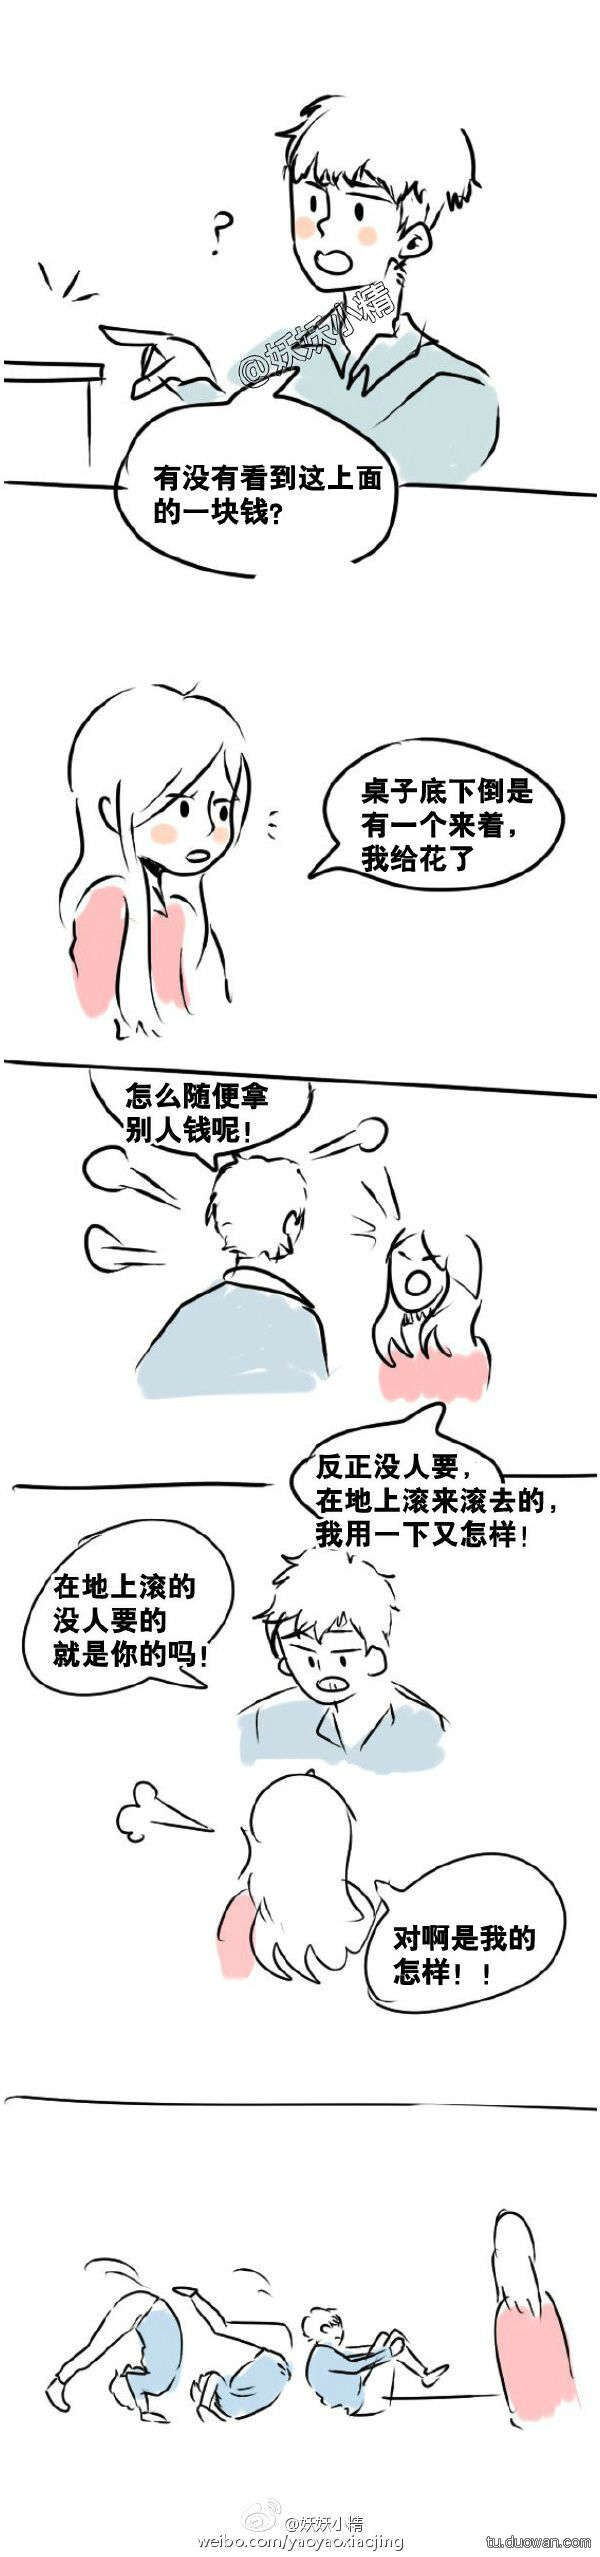 @妖妖小精
有没有看到这上面
的一块钱?
桌子底下倒是
有一个来着,
我给花了
怎么随便拿
别人钱呢!
反正没人要,
在地上滚来滚去的,
我用一下又怎样!
在地上滚的
没人要的
就是你的吗!
对啊是我的
怎样!!
@妖妖小精
weibo.com/yaoyaoxiaojing
tu.duowan.com